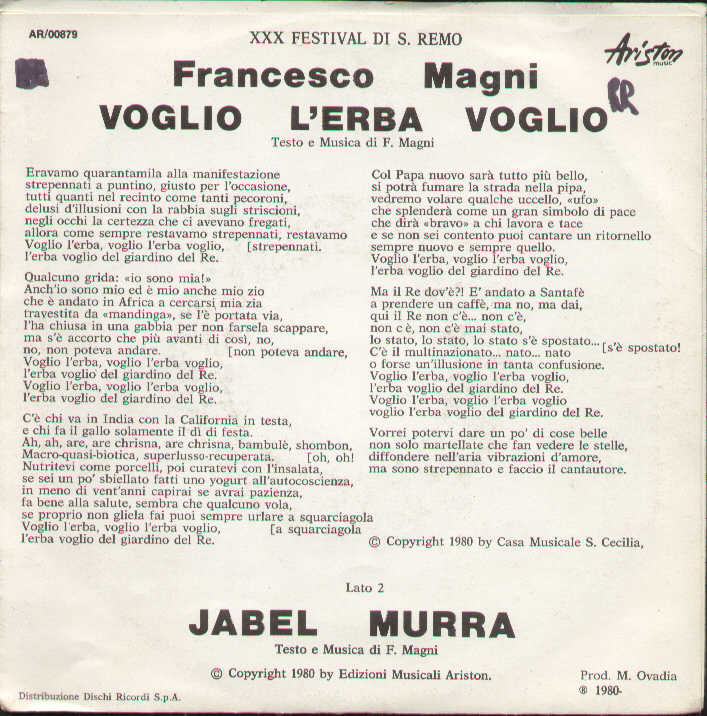 AR/00879
XXX FESTIVAL DI S. REMO
Ariston
music
Francesco Magni
RR
VOGLIO L'ERBA VOGLIO
Testo e Musica di F. Magni
Eravamo quarantamila alla manifestazione
strepennati a puntino, giusto per l'occasione,
tutti quanti nel recinto come tanti pecoroni,
delusi d'illusioni con la rabbia sugli striscioni,
negli occhi la certezza che ci avevano fregati,
allora come sempre restavamo strepennati, restavamo
Voglio l'erba, voglio l'erba voglio, [strepennati.
l'erba voglio del giardino del Re.
Qualcuno grida: «io sono mia!»
Anch'io sono mio ed è mio anche mio zio
che è andato in Africa a cercarsi mia zia
travestita da «mandinga», se l'è portata via,
l'ha chiusa in una gabbia per non farsela scappare,
ma s'è accorto che più avanti di così, no,
no, non poteva andare. [non poteva andare,
Voglio l'erba, voglio l'erba voglio,
l'erba voglio del giardino del Re.
Voglio l'erba, voglio l'erba voglio,
l'erba voglio del giardino del Re.
C'è chi va in India con la California in testa,
e chi fa il gallo solamente il dì di festa.
Ah, ah, are, are chrisna, are chrisna, bambulè, shombon,
Macro-quasi-biotica, superlusso-recuperata. [oh, oh!
Nutritevi come porcelli, poi curatevi con l'insalata,
se sei un po' sbiellato fatti uno yogurt all'autocoscienza,
in meno di vent'anni capirai se avrai pazienza,
fa bene alla salute, sembra che qualcuno vola,
se proprio non gliela fai puoi sempre urlare a squarciagola
Voglio l'erba, voglio l'erba voglio, [a squarciagola
l'erba voglio del giardino del Re.
Col Papa nuovo sarà tutto più bello,
si potrà fumare la strada nella pipa,
vedremo volare qualche uccello, «ufo»
che splenderà come un gran simbolo di pace
che dirà «bravo» a chi lavora e tace
e se non sei contento puoi cantare un ritornello
sempre nuovo e sempre quello.
Voglio l'erba, voglio l'erba voglio,
l'erba voglio del giardino del Re.
Ma il Re dov'è?! E' andato a Santafè
a prendere un caffè, ma no, ma dai,
qui il Re non c'è... non c'è,
non c è, non c'è mai stato,
lo stato, lo stato, lo stato s'è spostato... [s'è spostato!
C'è il multinazionato... nato... nato
o forse un'illusione in tanta confusione.
Voglio l'erba, voglio l'erba voglio,
l'erba voglio del giardino del Re.
Voglio l'erba, voglio l'erba voglio
voglio l'erba voglio del giardino del Re.
Vorrei potervi dare un po' di cose belle
non solo martellate che fan vedere le stelle,
diffondere nell'aria vibrazioni d'amore,
ma sono strepennato e faccio il cantautore.
© Copyright 1980 by Casa Musicale S. Cecilia,
Lato 2
JABEL MURRA
Testo e Musica di F. Magni
© Copyright 1980 by Edizioni Musicali Ariston.
Prod. M. Ovadia
℗ 1980-
Distribuzione Dischi Ricordi S.p.A.